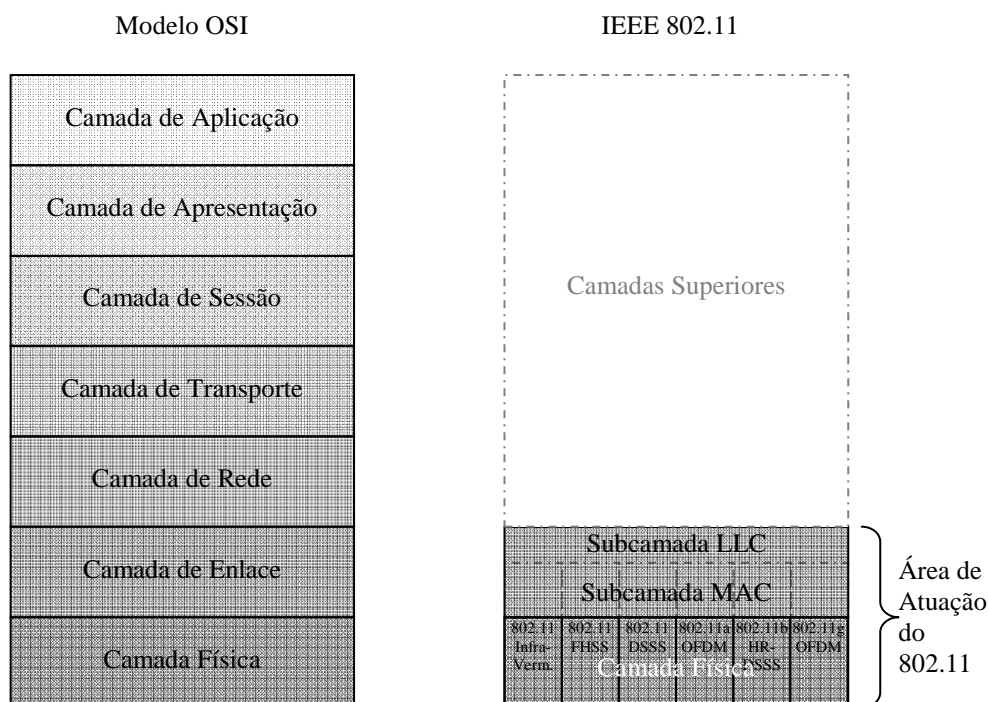 Modelo OSI
IEEE 802.11
Camada de Aplicação
Camada de Apresentação
Camada de Sessão
Camada de Transporte
Camada de Rede
Camada de Enlace
Camada Física
Camadas Superiores
Subcamada LLC
Subcamada MAC
802.11
Infra-
Verm.
802.11
FHSS
802.11
DSSS
802.11a
OFDM
802.11b
HR-
DSSS
802.11g
OFDM
Camada Física
Área de
Atuação
do
802.11